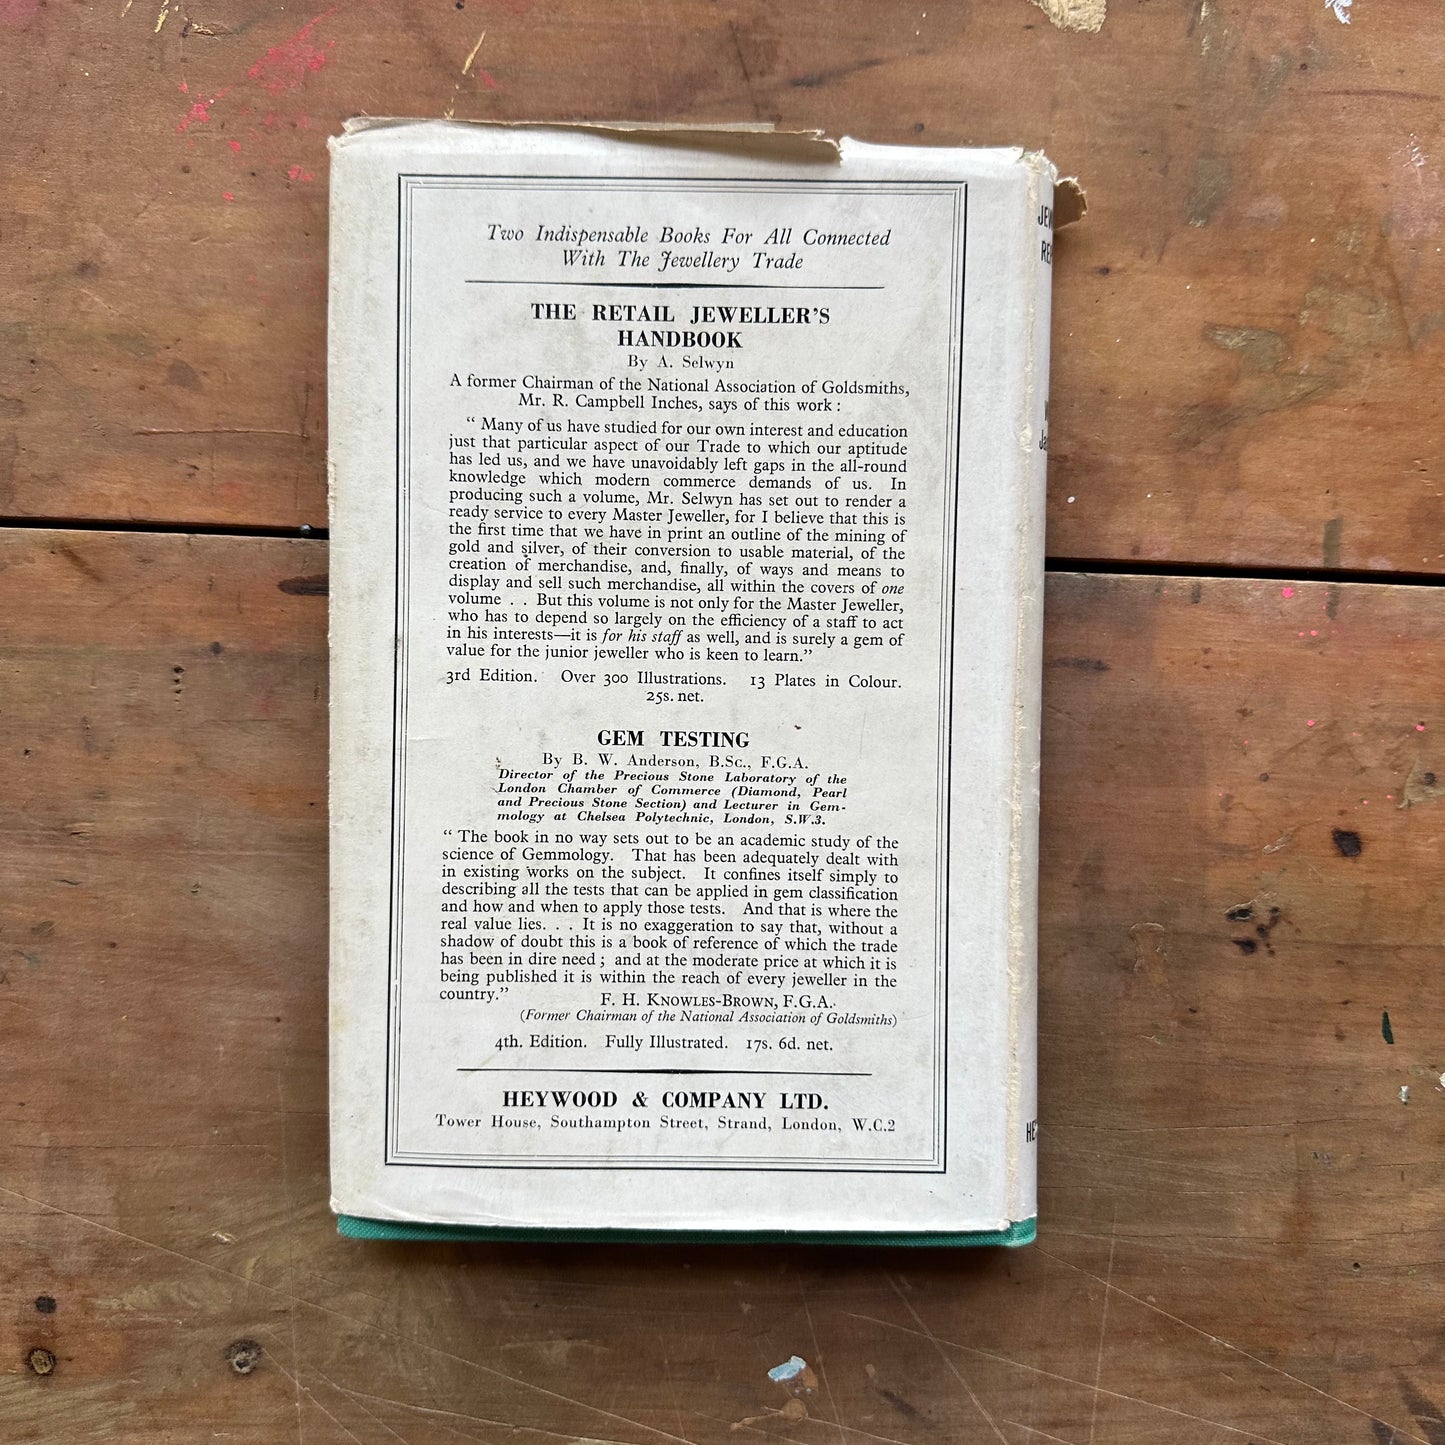 Two Indispensable Books For All Connected
With The Jewellery Trade
THE RETAIL JEWELLER'S
HANDBOOK
By A. Selwyn
A former Chairman of the National Association of Goldsmiths,
Mr. R. Campbell Inches, says of this work :
" Many of us have studied for our own interest and education
just that particular aspect of our Trade to which our aptitude
has led us, and we have unavoidably left gaps in the all-round
knowledge which modern commerce demands of us. In
producing such a volume, Mr. Selwyn has set out to render a
ready service to every Master Jeweller, for I believe that this is
the first time that we have in print an outline of the mining of
gold and silver, of their conversion to usable material, of the
creation of merchandise, and, finally, of ways and means to
display and sell such merchandise, all within the covers of one
volume . . But this volume is not only for the Master Jeweller,
who has to depend so largely on the efficiency of a staff to act
in his interests—it is for his staff as well, and is surely a gem of
value for the junior jeweller who is keen to learn."
3rd Edition. Over 300 Illustrations. 13 Plates in Colour.
25s. net.
GEM TESTING
By B. W. Anderson, B.Sc., F.G.A.
Director of the Precious Stone Laboratory of the
London Chamber of Commerce (Diamond, Pearl
and Precious Stone Section) and Lecturer in Gem-
mology at Chelsea Polytechnic, London, S.W.3.
" The book in no way sets out to be an academic study of the
science of Gemmology. That has been adequately dealt with
in existing works on the subject. It confines itself simply to
describing all the tests that can be applied in gem classification
and how and when to apply those tests. And that is where the
real value lies. . . It is no exaggeration to say that, without a
shadow of doubt this is a book of reference of which the trade
has been in dire need ; and at the moderate price at which it is
being published it is within the reach of every jeweller in the
country."
F. H. KNOWLES-BROWN, F.G.A.
(Former Chairman of the National Association of Goldsmiths)
4th. Edition. Fully Illustrated. 17s. 6d. net.
HEYWOOD & COMPANY LTD.
Tower House, Southampton Street, Strand, London, W.C.2